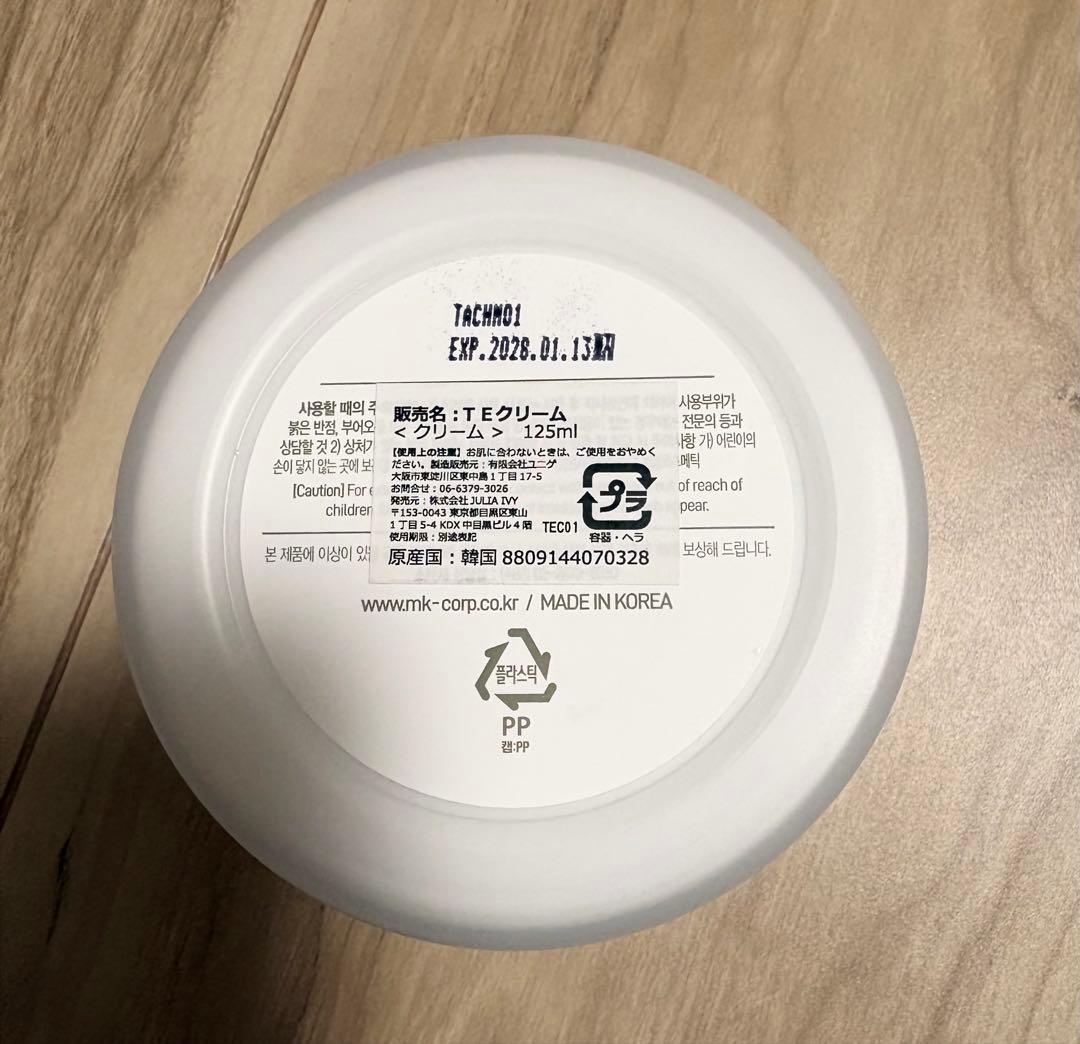 TACHM01
EXP.2026.01.13까지
사용할 때의 주
사용부위가
붉은 반점, 부어오
전문의 등과
상담할 것 2) 상처가
사항 가) 어린이의
손이 닿지 않는 곳에 보
스메틱
[Caution] For e
of reach of
children
pear.
販売名:TEクリーム
< クリーム > 125ml
【使用上の注意】お肌に合わないときは、ご使用をおやめく
ださい。製造販売元:有限会社ユニゲ
大阪市東淀川区東中島1丁目17-5
お問合せ:06-6379-3026
発売元:株式会社 JULIA IVY
〒153-0043 東京都目黒区東山
1丁目5-4 KDX 中目黒ビル4階 TEC01
使用期限:別途表記
プラ
容器・ヘラ
原産国:韓国 8809144070328
본 제품에 이상이 있
보상해 드립니다.
www.mk-corp.co.kr / MADE IN KOREA
플라스틱
PP
캡:PP